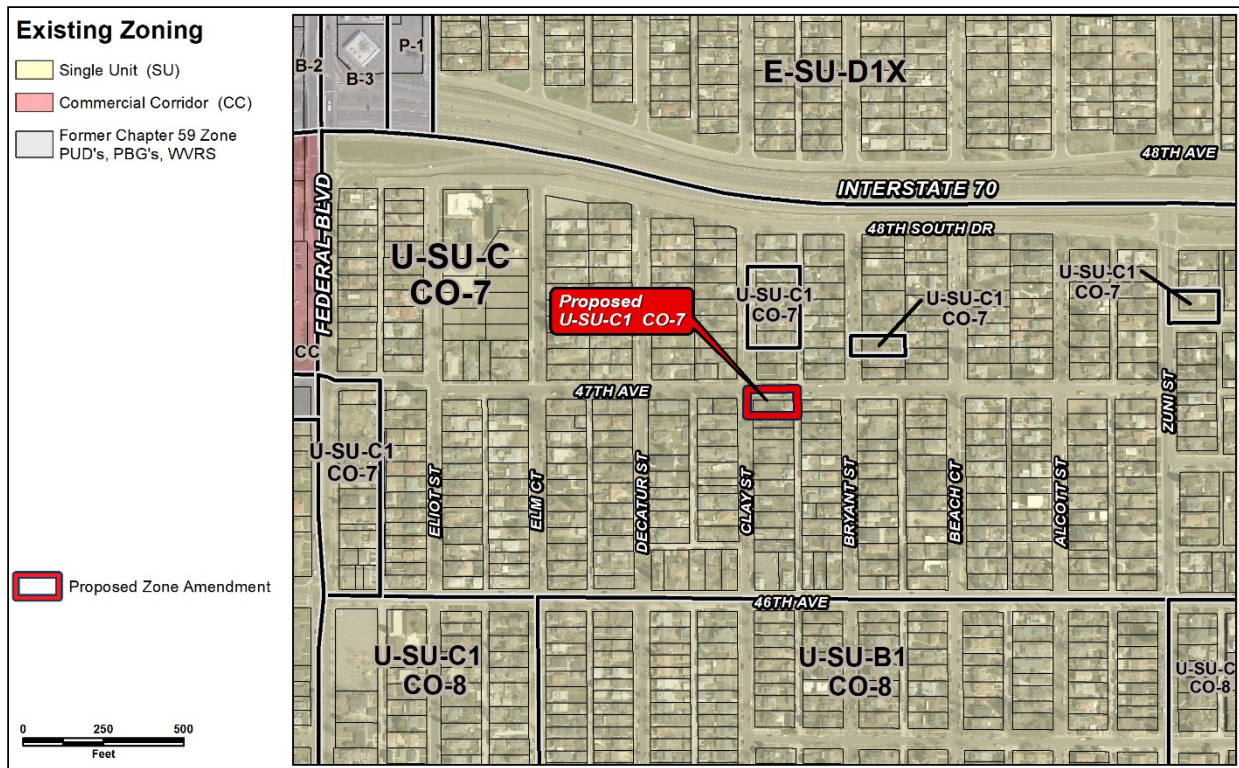 Existing Zoning
Single Unit (SU)
Commercial Corridor (CC)
Former Chapter 59 Zone
PUD's, PBG's, WVRS
Proposed Zone Amendment
0 250 500
Feet
B-2
B-3
P-1
E-SU-D1X
48TH AVE
INTERSTATE 70
48TH SOUTH DR
FEDERAL BLVD
U-SU-C
CO-7
Proposed
U-SU-C1 CO-7
U-SU-C1
CO-7
U-SU-C1
CO-7
U-SU-C1
CO-7
CC
47TH AVE
ZUNI ST
U-SU-C1
CO-7
ELIOT ST
ELM CT
DECATUR ST
CLAY ST
BRYANT ST
BEACH CT
ALCOTT ST
46TH AVE
U-SU-C1
CO-8
U-SU-B1
CO-8
U-SU-C
CO-8